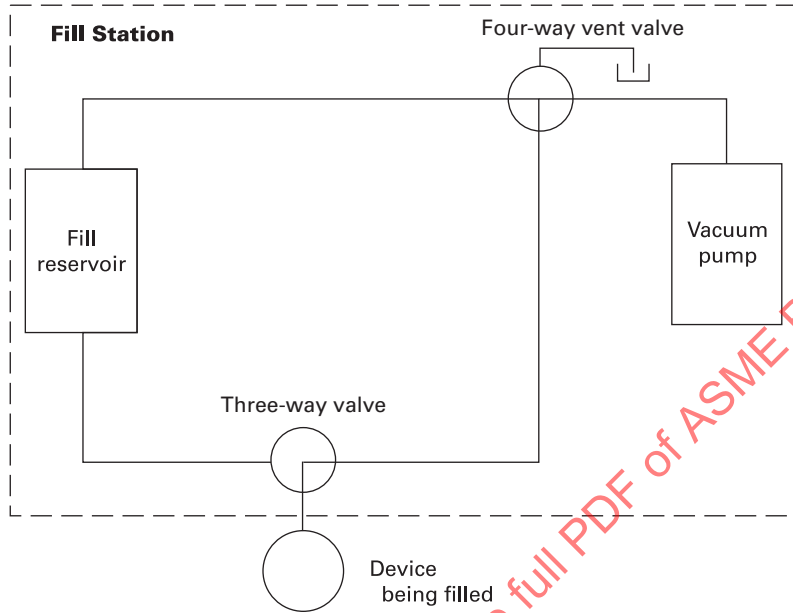 Fill Station
Four-way vent valve
Fill
reservoir
Vacuum
pump
Three-way valve
Device
being filled
full PDF of ASME